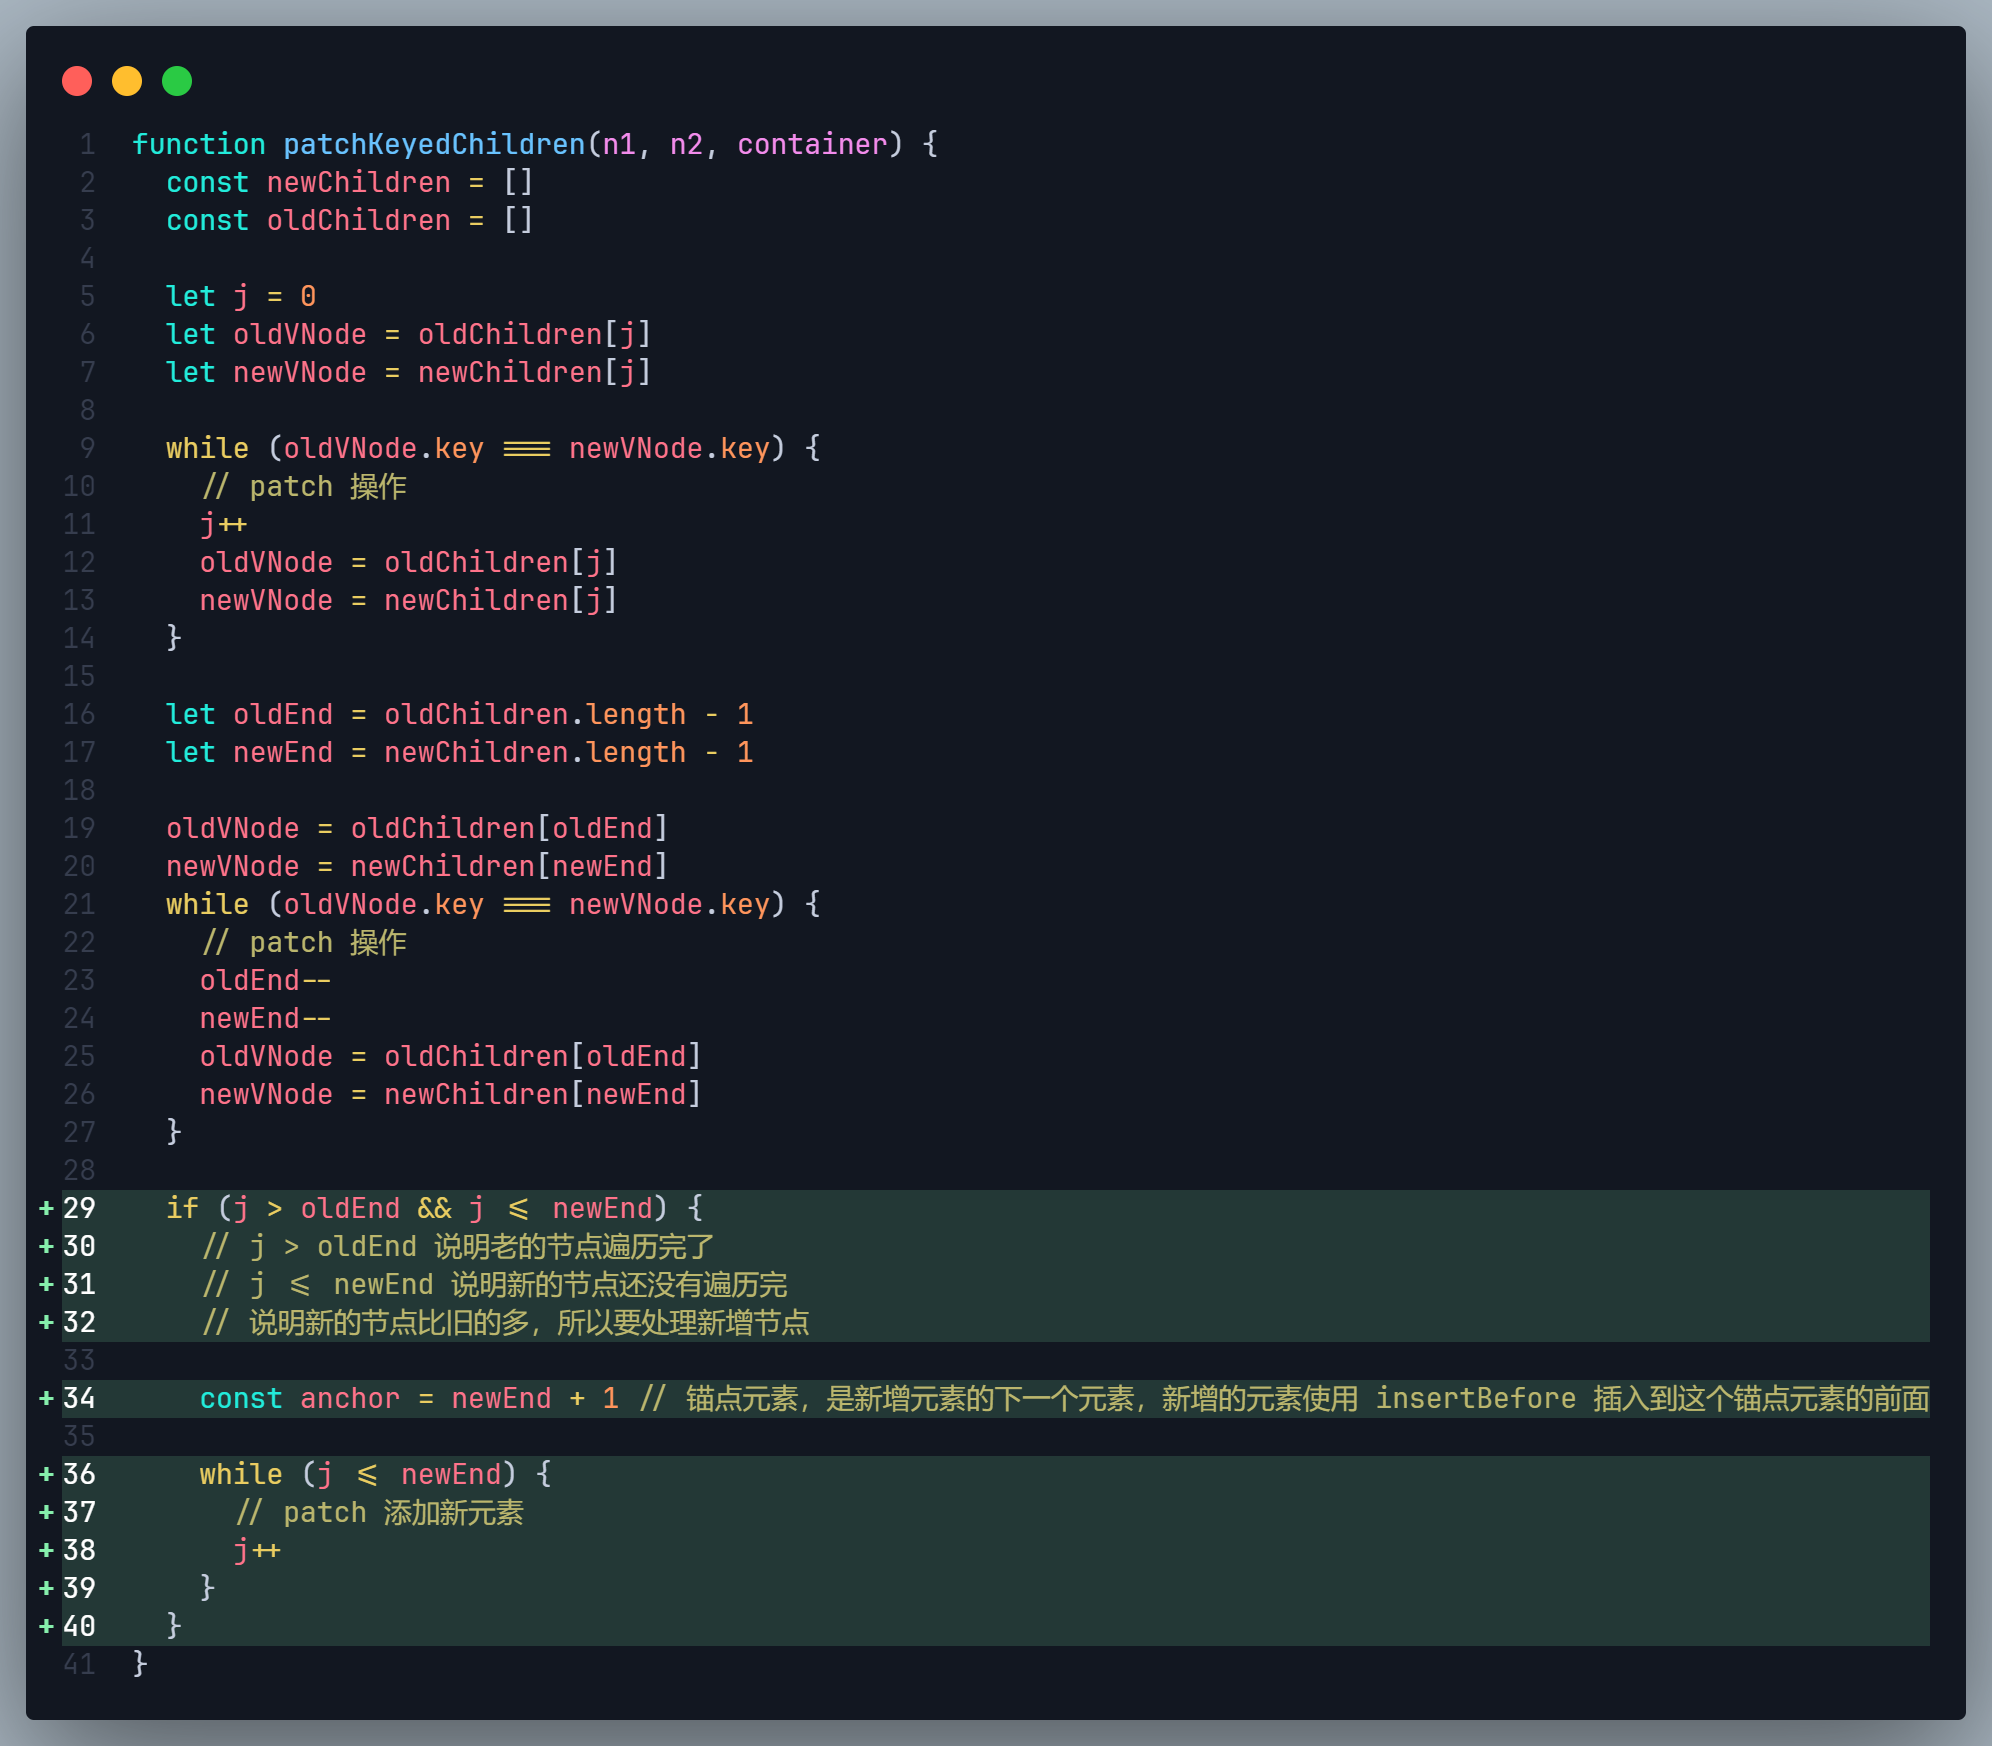 1 function patchKeyedChildren(n1, n2, container) {
2   const newChildren = []
3   const oldChildren = []
4
5   let j = 0
6   let oldVNode = oldChildren[j]
7   let newVNode = newChildren[j]
8
9   while (oldVNode.key === newVNode.key) {
10     // patch 操作
11     j++
12     oldVNode = oldChildren[j]
13     newVNode = newChildren[j]
14   }
15
16   let oldEnd = oldChildren.length - 1
17   let newEnd = newChildren.length - 1
18
19   oldVNode = oldChildren[oldEnd]
20   newVNode = newChildren[newEnd]
21   while (oldVNode.key === newVNode.key) {
22     // patch 操作
23     oldEnd--
24     newEnd--
25     oldVNode = oldChildren[oldEnd]
26     newVNode = newChildren[newEnd]
27   }
28
+ 29   if (j > oldEnd && j <= newEnd) {
+ 30     // j > oldEnd 说明老的节点遍历完了
+ 31     // j <= newEnd 说明新的节点还没有遍历完
+ 32     // 说明新的节点比旧的多，所以要处理新增节点
33
+ 34     const anchor = newEnd + 1 // 锚点元素，是新增元素的下一个元素，新增的元素使用 insertBefore 插入到这个锚点元素的前面
35
+ 36     while (j <= newEnd) {
+ 37       // patch 添加新元素
+ 38       j++
+ 39     }
+ 40   }
41 }